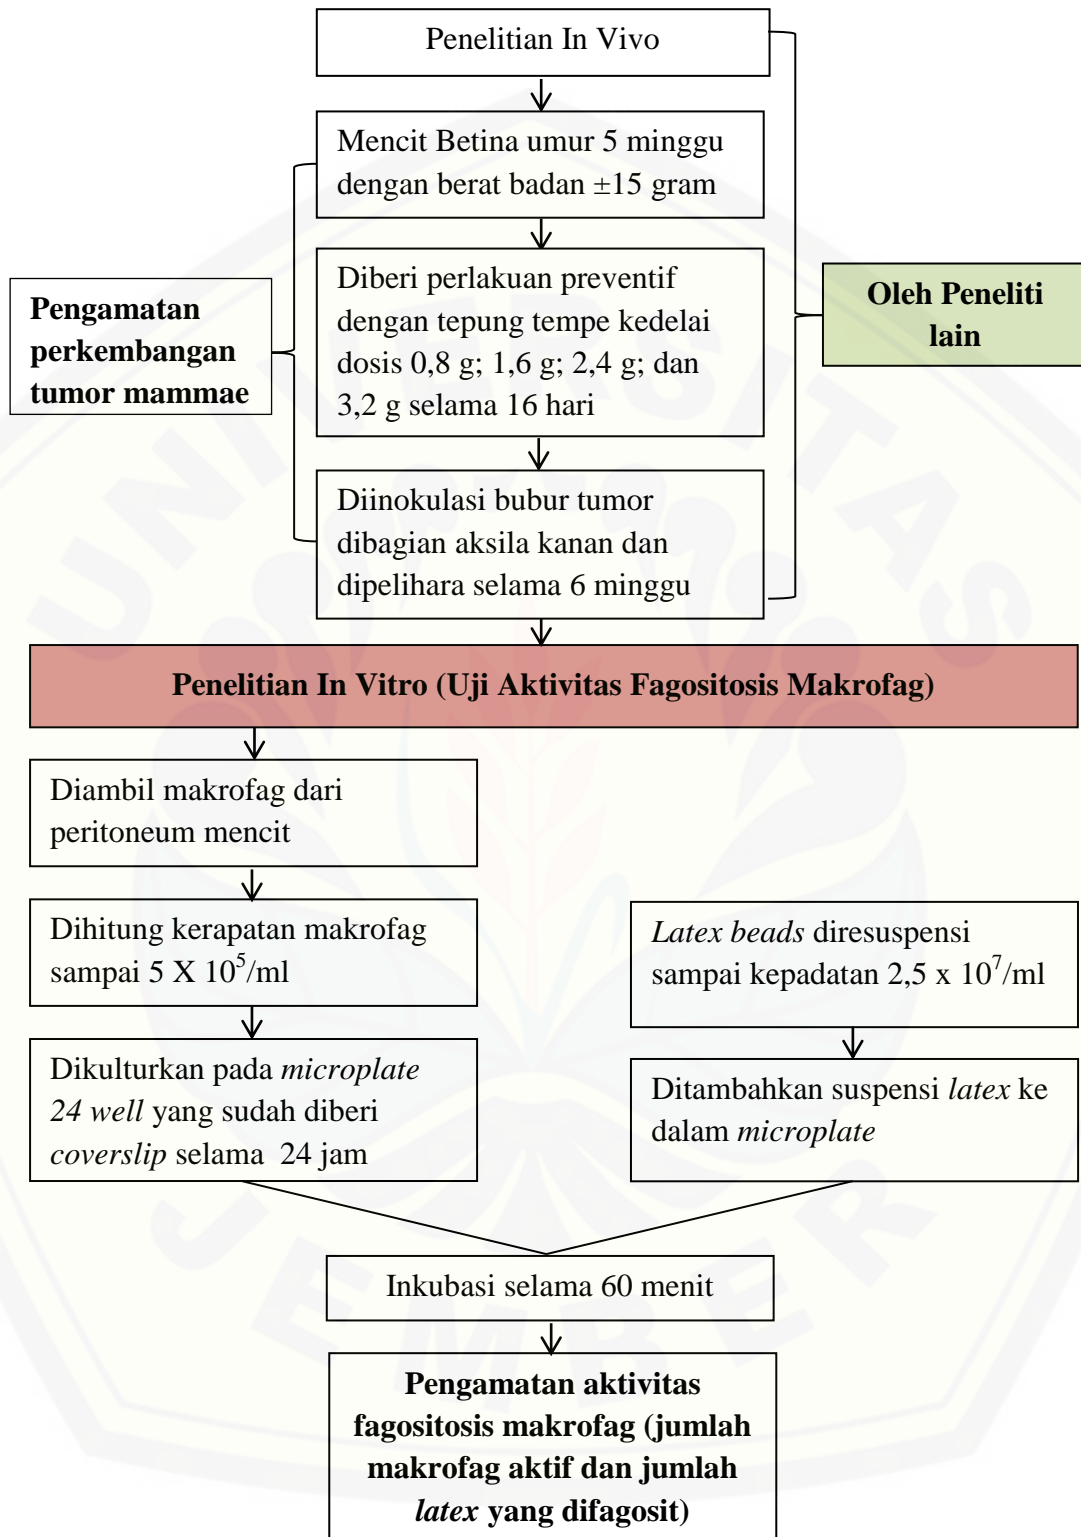 Penelitian In Vivo
Mencit Betina umur 5 minggu
dengan berat badan ±15 gram
Diberi perlakuan preventif
dengan tepung tempe kedelai
dosis 0,8 g; 1,6 g; 2,4 g; dan
3,2 g selama 16 hari
Pengamatan
perkembangan
tumor mammae
Oleh Peneliti
lain
Diinokulasi bubur tumor
dibagian aksila kanan dan
dipelihara selama 6 minggu
Penelitian In Vitro (Uji Aktivitas Fagositosis Makrofag)
Diambil makrofag dari
peritoneum mencit
Dihitung kerapatan makrofag
sampai 5 X 10⁵/ml
Latex beads diresuspensi
sampai kepadatan 2,5 x 10⁷/ml
Dikulturkan pada microplate
24 well yang sudah diberi
coverslip selama 24 jam
Ditambahkan suspensi latex ke
dalam microplate
Inkubasi selama 60 menit
Pengamatan aktivitas
fagositosis makrofag (jumlah
makrofag aktif dan jumlah
latex yang difagosit)
UNIVERSITAS
JEMBER